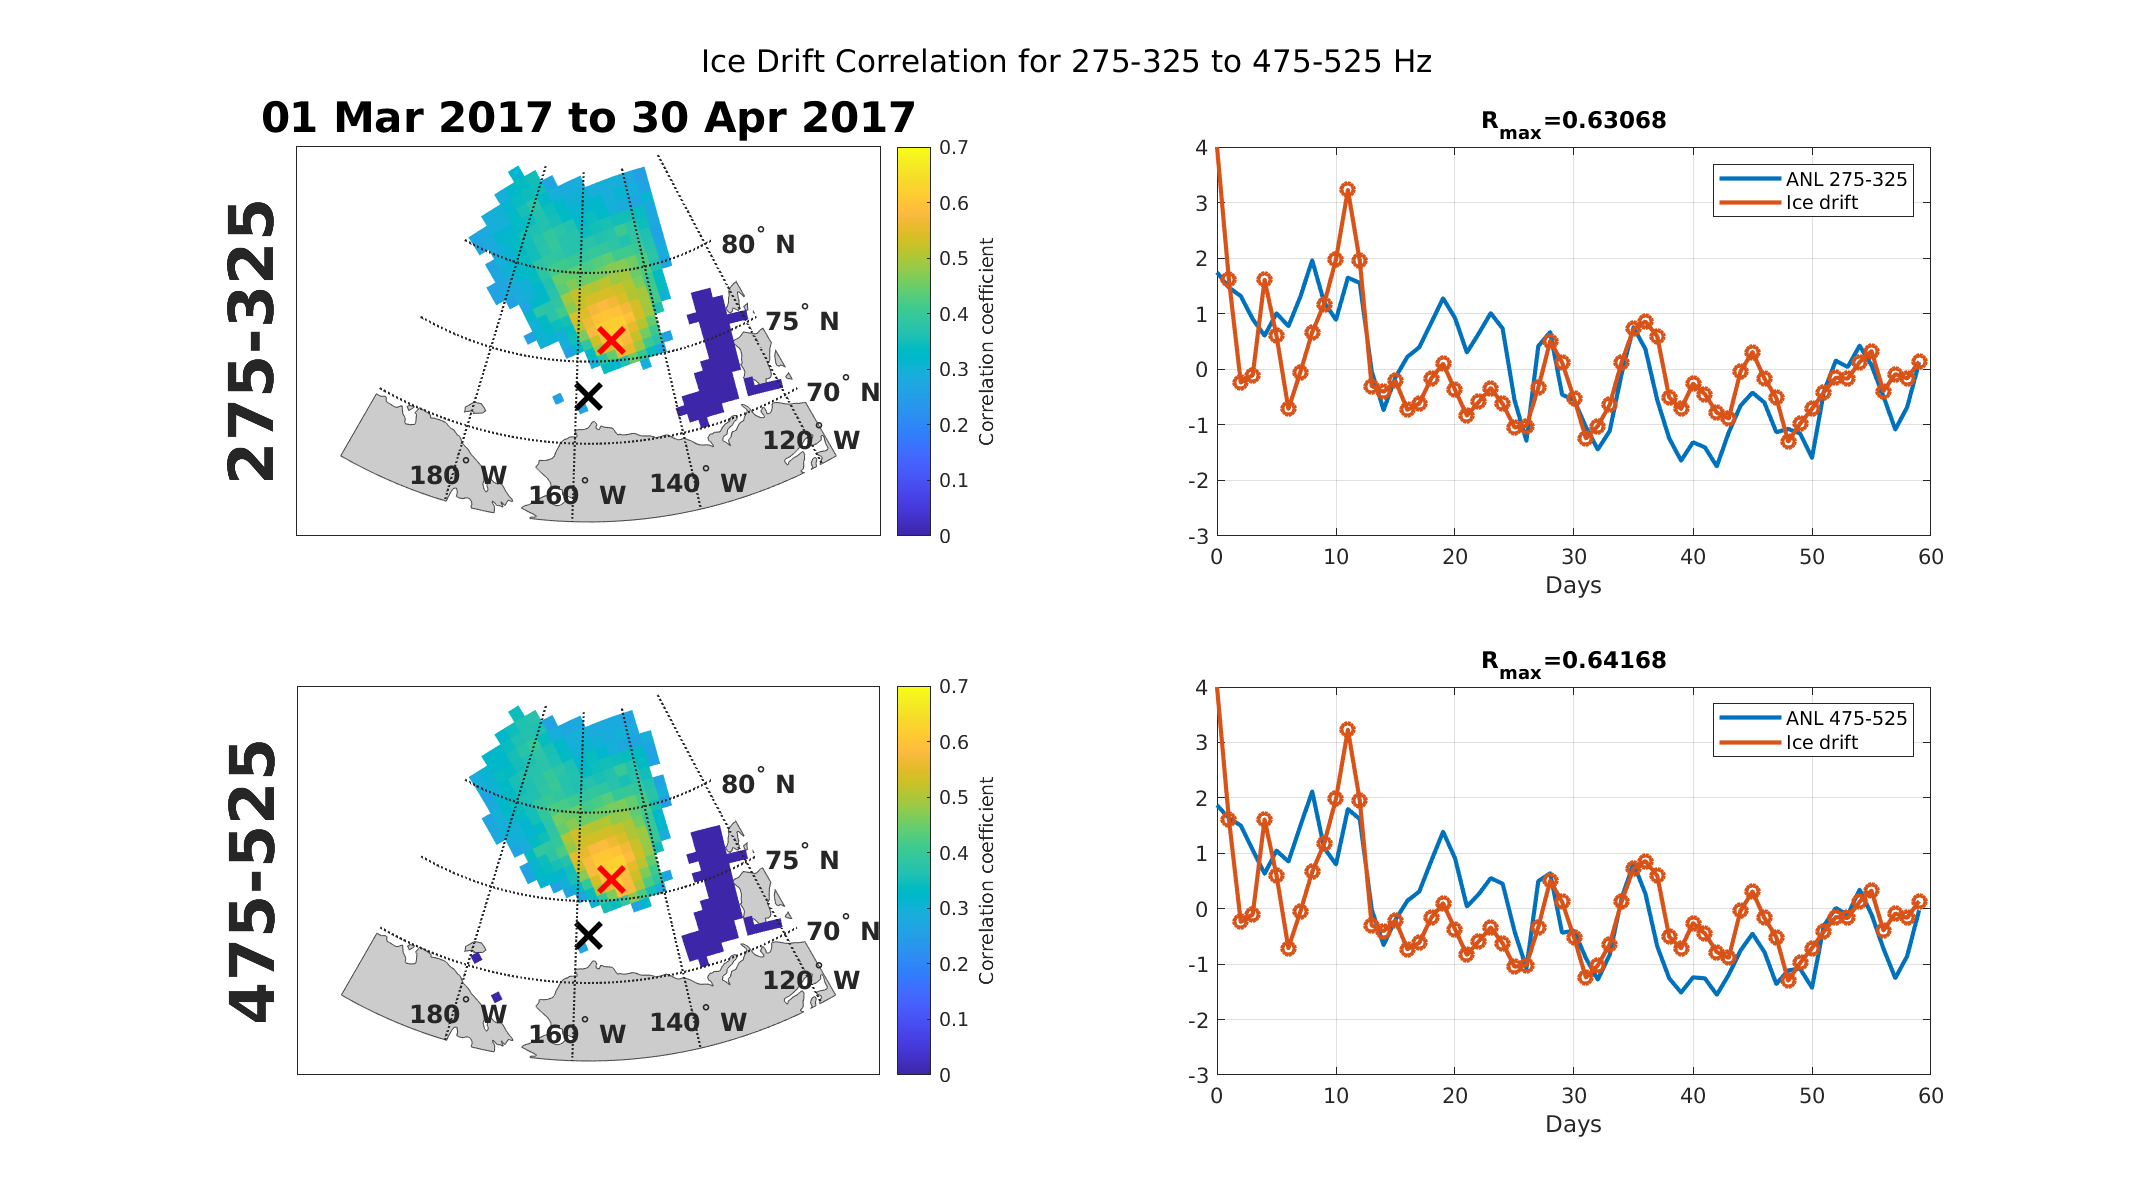 Ice Drift Correlation for 275-325 to 475-525 Hz
01 Mar 2017 to 30 Apr 2017
275-325
80° N
75° N
70° N
120° W
140° W
160° W
180° W
0.7
0.6
0.5
0.4
0.3
0.2
0.1
0
Correlation coefficient
Rmax=0.63068
4
3
2
1
0
-1
-2
-3
0 10 20 30 40 50 60
Days
ANL 275-325
Ice drift
475-525
80° N
75° N
70° N
120° W
140° W
160° W
180° W
0.7
0.6
0.5
0.4
0.3
0.2
0.1
0
Correlation coefficient
Rmax=0.64168
4
3
2
1
0
-1
-2
-3
0 10 20 30 40 50 60
Days
ANL 475-525
Ice drift